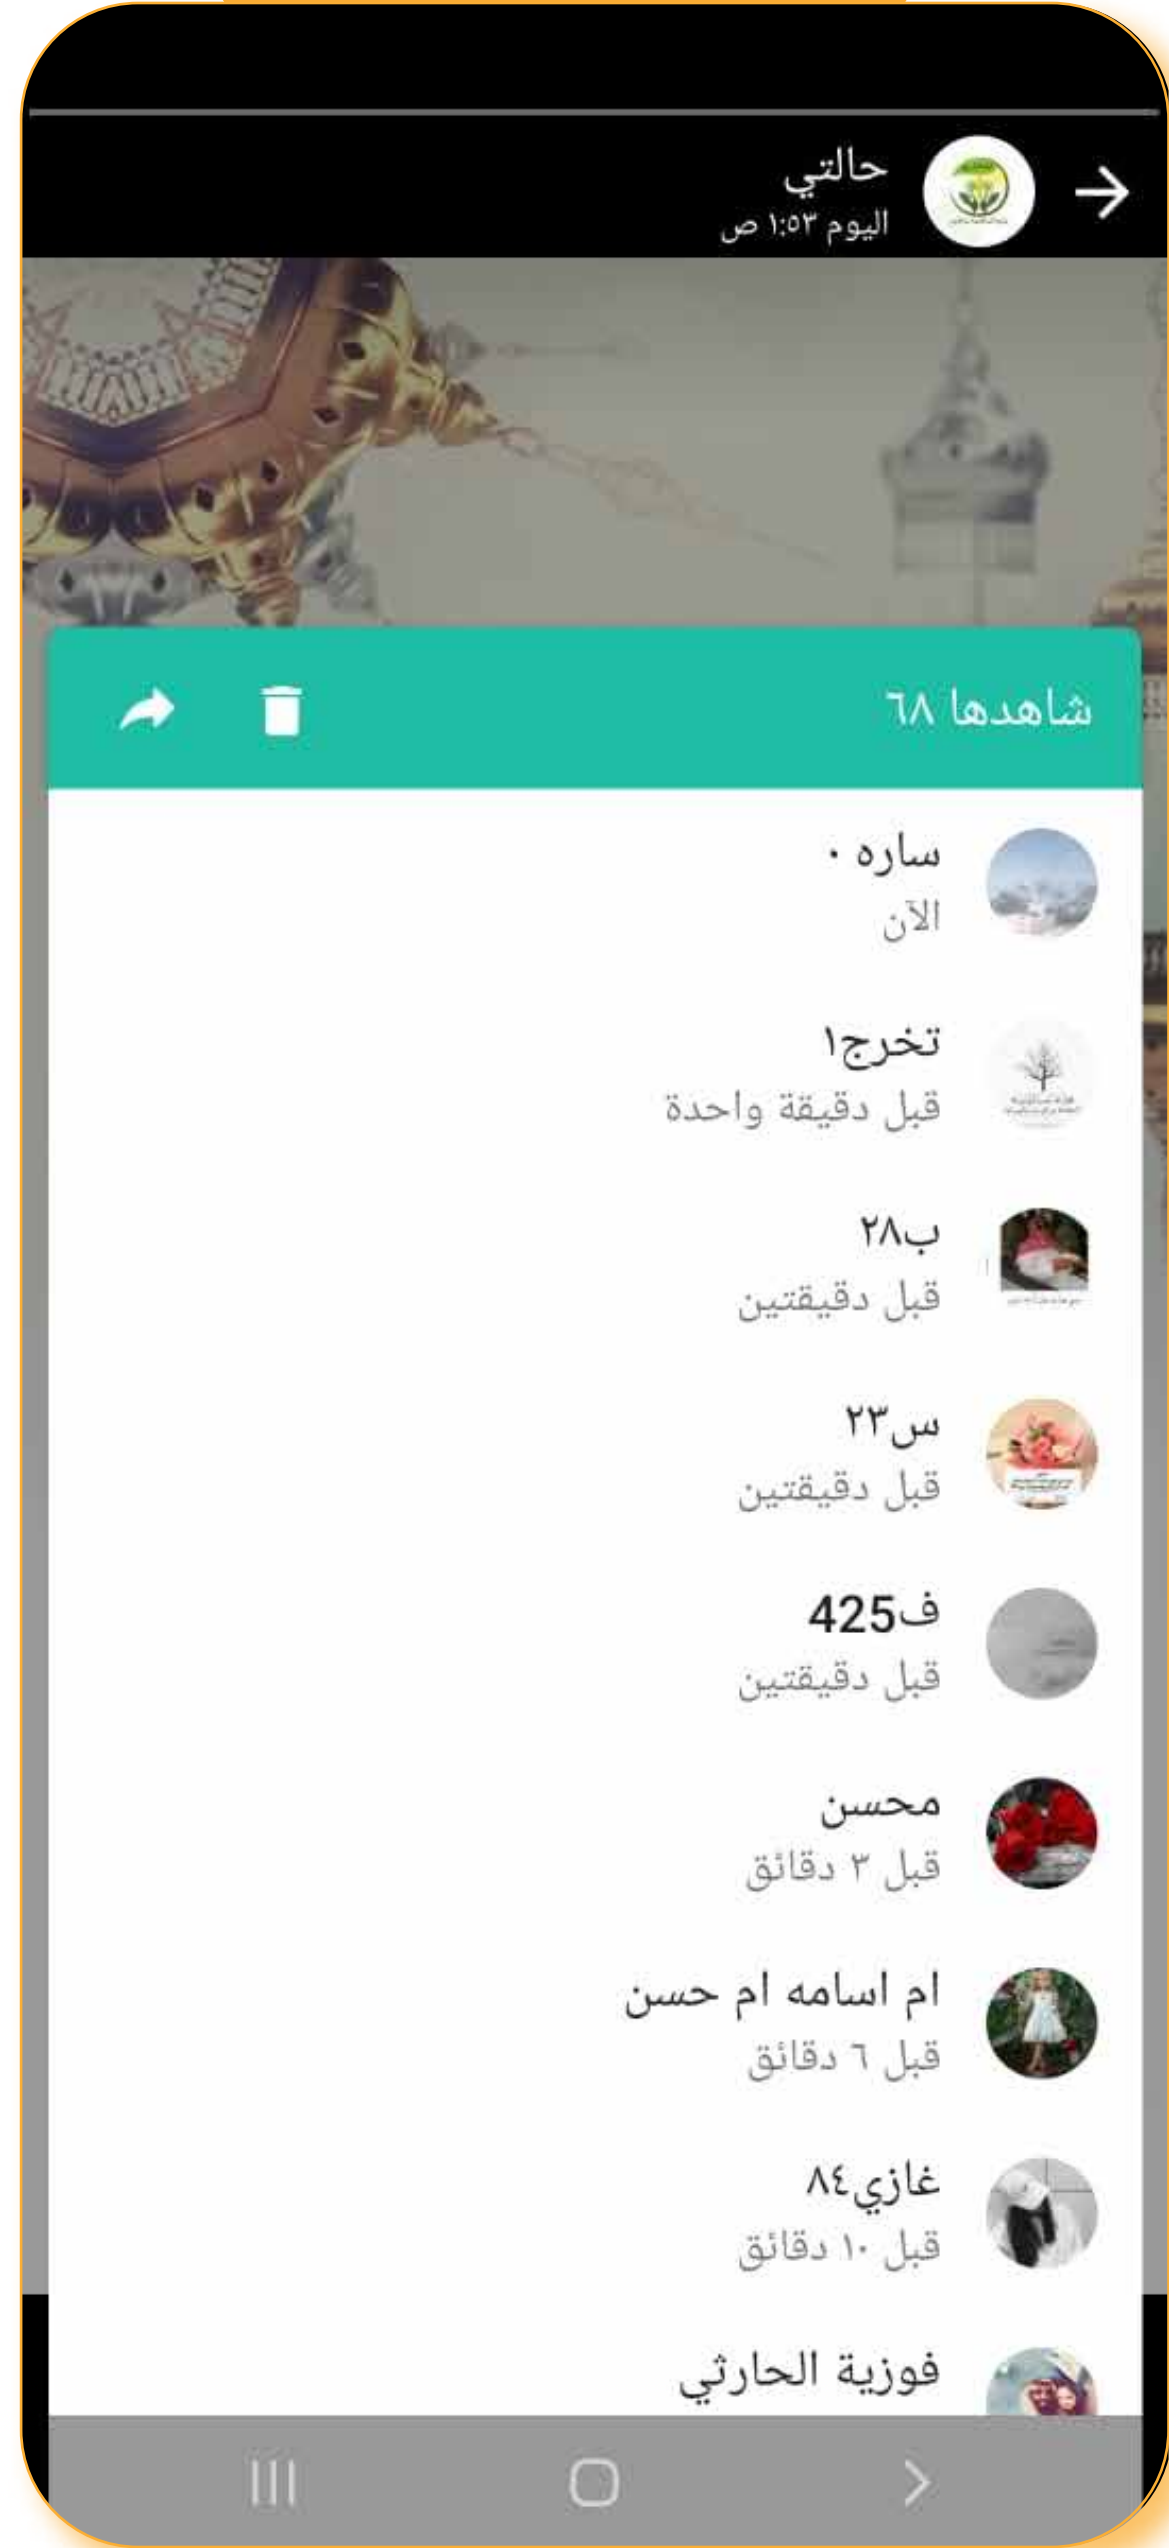 حالتي
اليوم ١:٥٣ ص
شاهدها ٦٨
ساره ٠
الآن
تخرج١
قبل دقيقة واحدة
ب٢٨
قبل دقيقتين
س٢٣
قبل دقيقتين
ف425
قبل دقيقتين
محسن
قبل ٣ دقائق
ام اسامه ام حسن
قبل ٦ دقائق
غازي٨٤
قبل ١٠ دقائق
فوزية الحارثي